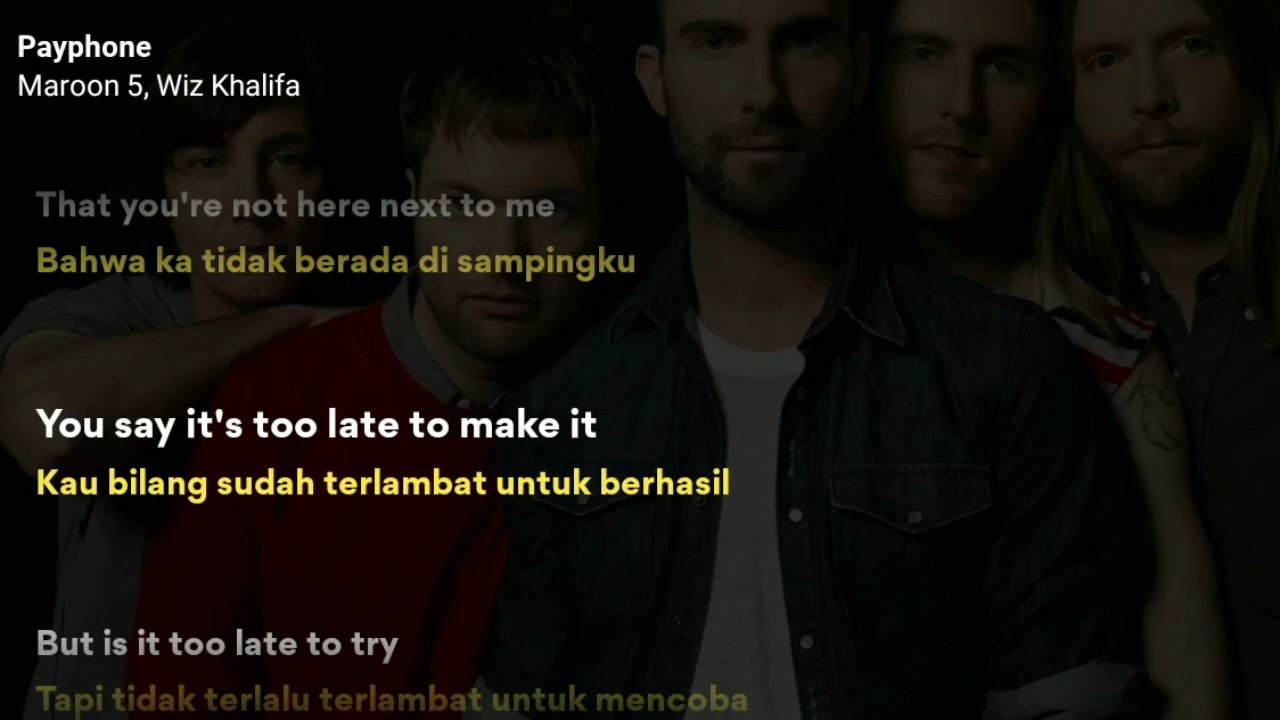 Payphone
Maroon 5, Wiz Khalifa
That you're not here next to me
Bahwa ka tidak berada di sampingku
You say it's too late to make it
Kau bilang sudah terlambat untuk berhasil
But is it too late to try
Tapi tidak terlalu terlambat untuk mencoba